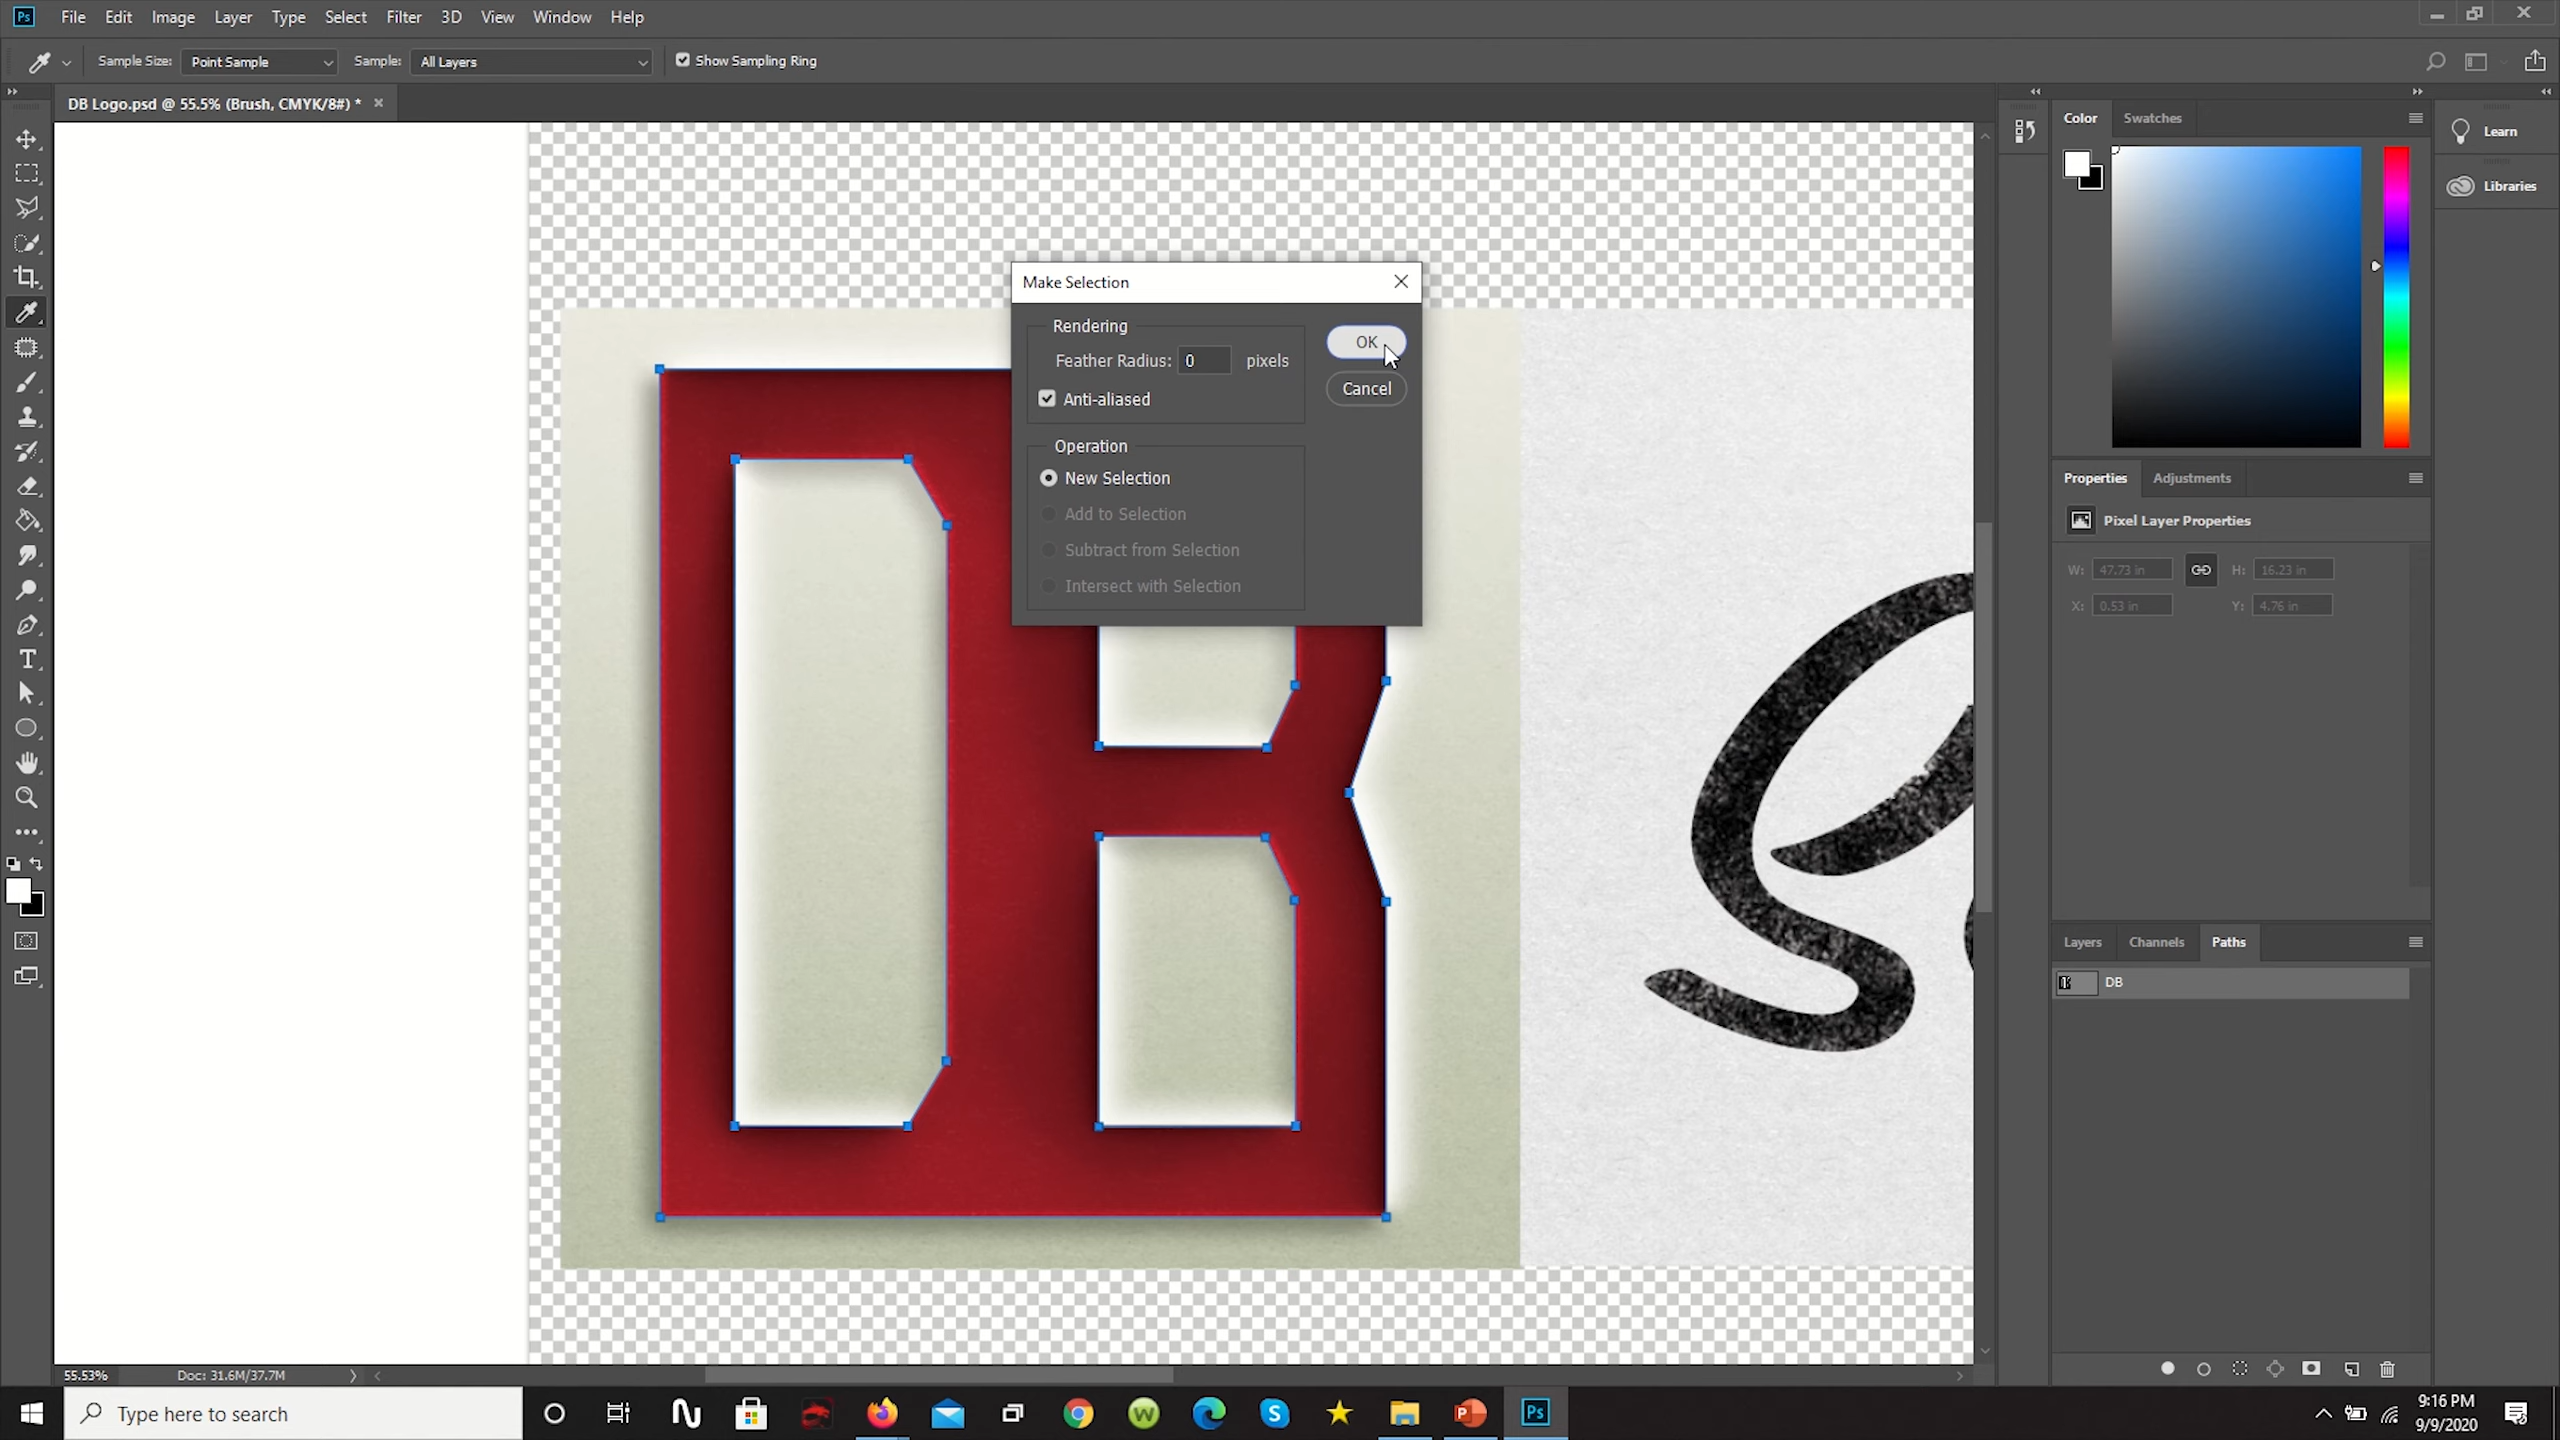 Ps File Edit Image Layer Type Select Filter 3D View Window Help
Sample Size: Point Sample Sample: All Layers Show Sampling Ring
DB Logo.psd @ 55.5% (Brush, CMYK/8#) *
Color Swatches
Learn
Libraries
Make Selection
Rendering
Feather Radius: 0 pixels
Anti-aliased
OK
Cancel
Operation
New Selection
Add to Selection
Subtract from Selection
Intersect with Selection
DB
Properties Adjustments
Pixel Layer Properties
W: 47.73 in H: 16.23 in
X: 0.53 in Y: 4.76 in
Layers Channels Paths
DB
55.53% Doc: 31.6M/37.7M
Type here to search
Ps
9:16 PM
9/9/2020